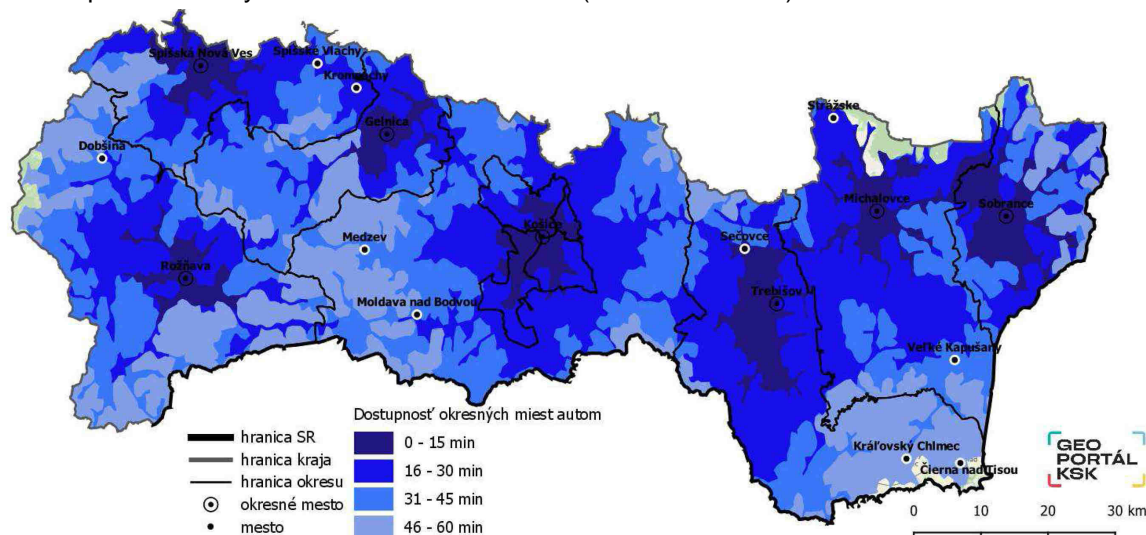 Spišská Nová Ves
Spišské Vlachy
Krompachy
Gelnica
Dobšiná
Strážske
Michalovce
Sobrance
Košice
Sečovce
Medzev
Rožňava
Trebišov
Moldava nad Bodvou
Veľké Kapušany
Kráľovský Chlmec
Čierna nad Tisou
Dostupnosť okresných miest autom
hranica SR
hranica kraja
hranica okresu
okresné mesto
mesto
0 - 15 min
16 - 30 min
31 - 45 min
46 - 60 min
GEO
PORTÁL
KSK
0 10 20 30 km